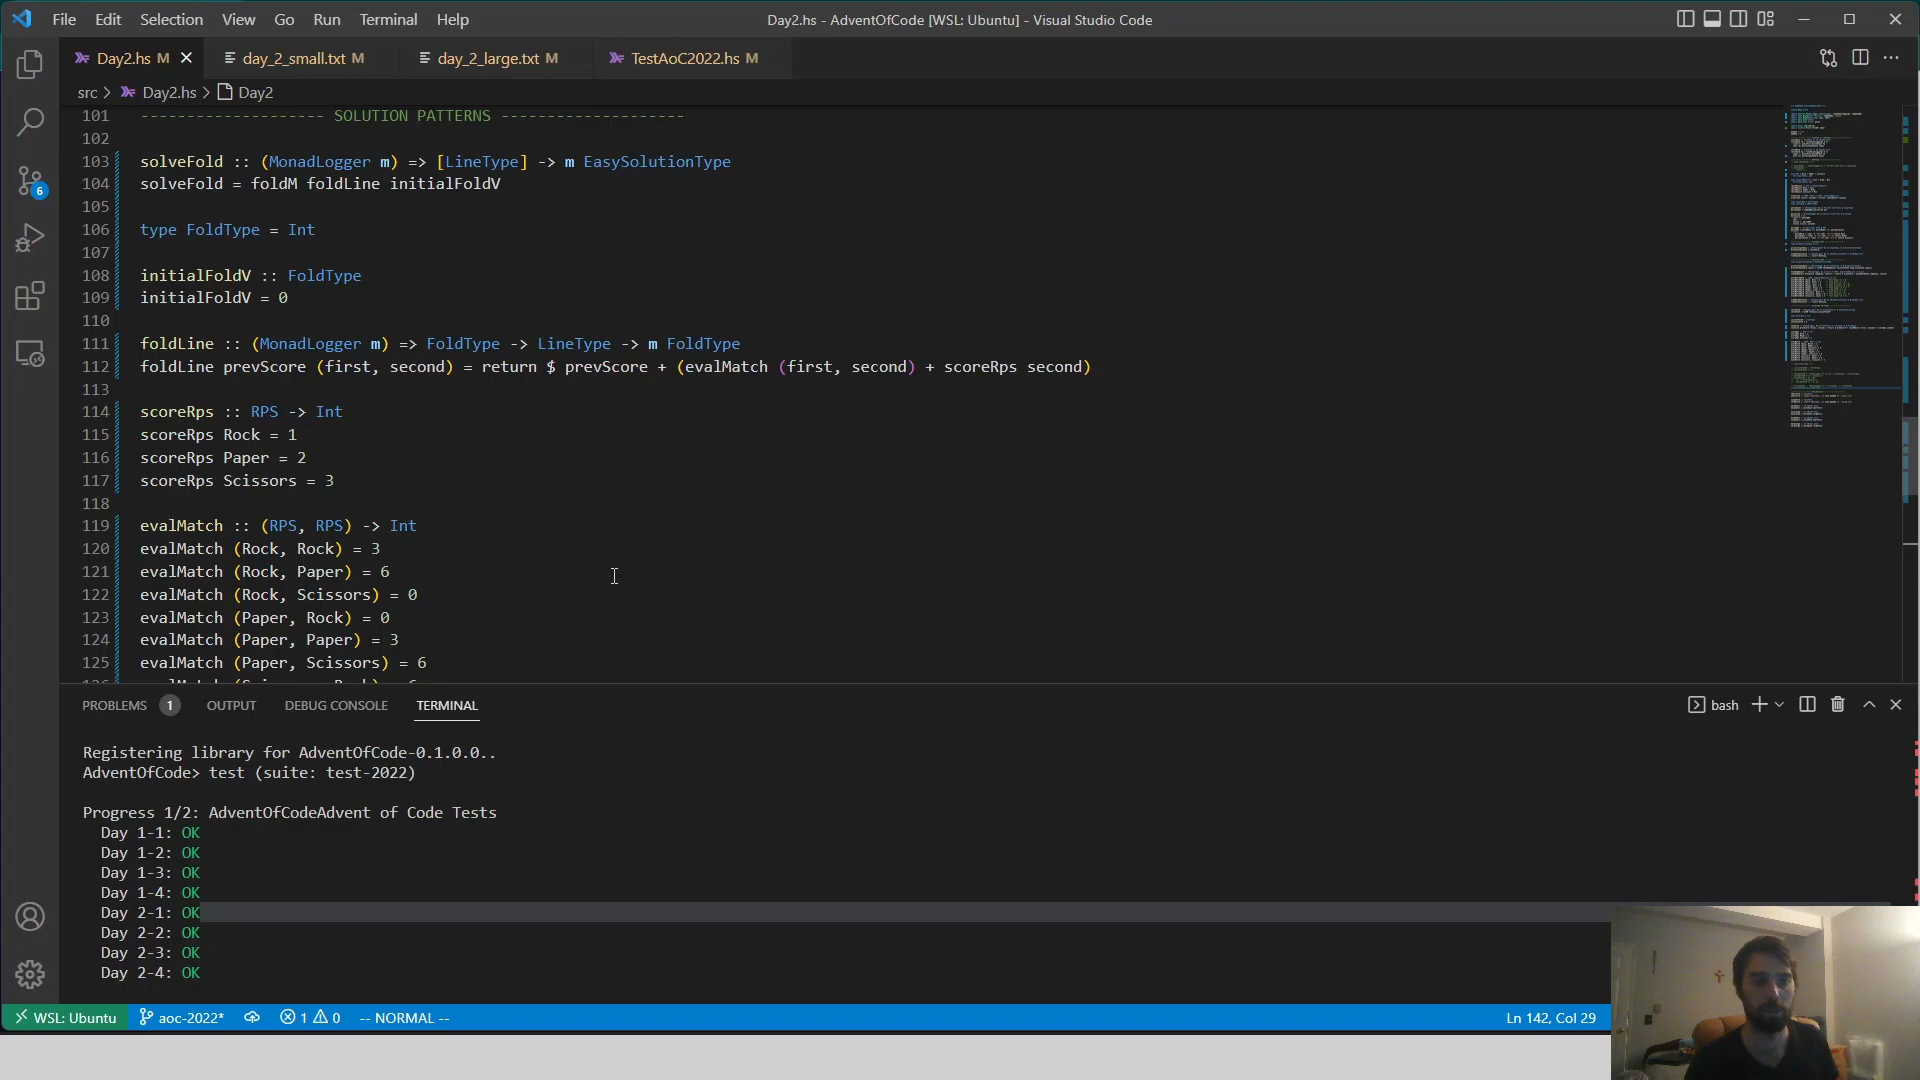 File Edit Selection View Go Run Terminal Help
Day2.hs - AdventOfCode [WSL: Ubuntu] - Visual Studio Code
Day2.hs M
day_2_small.txt M
day_2_large.txt M
TestAoC2022.hs M
src > Day2.hs > Day2
101 -------------------- SOLUTION PATTERNS --------------------
102
103 solveFold :: (MonadLogger m) => [LineType] -> m EasySolutionType
104 solveFold = foldM foldLine initialFoldV
105
106 type FoldType = Int
107
108 initialFoldV :: FoldType
109 initialFoldV = 0
110
111 foldLine :: (MonadLogger m) => FoldType -> LineType -> m FoldType
112 foldLine prevScore (first, second) = return $ prevScore + (evalMatch (first, second) + scoreRps second)
113
114 scoreRps :: RPS -> Int
115 scoreRps Rock = 1
116 scoreRps Paper = 2
117 scoreRps Scissors = 3
118
119 evalMatch :: (RPS, RPS) -> Int
120 evalMatch (Rock, Rock) = 3
121 evalMatch (Rock, Paper) = 6
122 evalMatch (Rock, Scissors) = 0
123 evalMatch (Paper, Rock) = 0
124 evalMatch (Paper, Paper) = 3
125 evalMatch (Paper, Scissors) = 6
6
PROBLEMS 1 OUTPUT DEBUG CONSOLE TERMINAL
bash
Registering library for AdventOfCode-0.1.0.0..
AdventOfCode> test (suite: test-2022)
Progress 1/2: AdventOfCodeAdvent of Code Tests
Day 1-1: OK
Day 1-2: OK
Day 1-3: OK
Day 1-4: OK
Day 2-1: OK
Day 2-2: OK
Day 2-3: OK
Day 2-4: OK
WSL: Ubuntu aoc-2022* 1 0 -- NORMAL --
Ln 142, Col 29